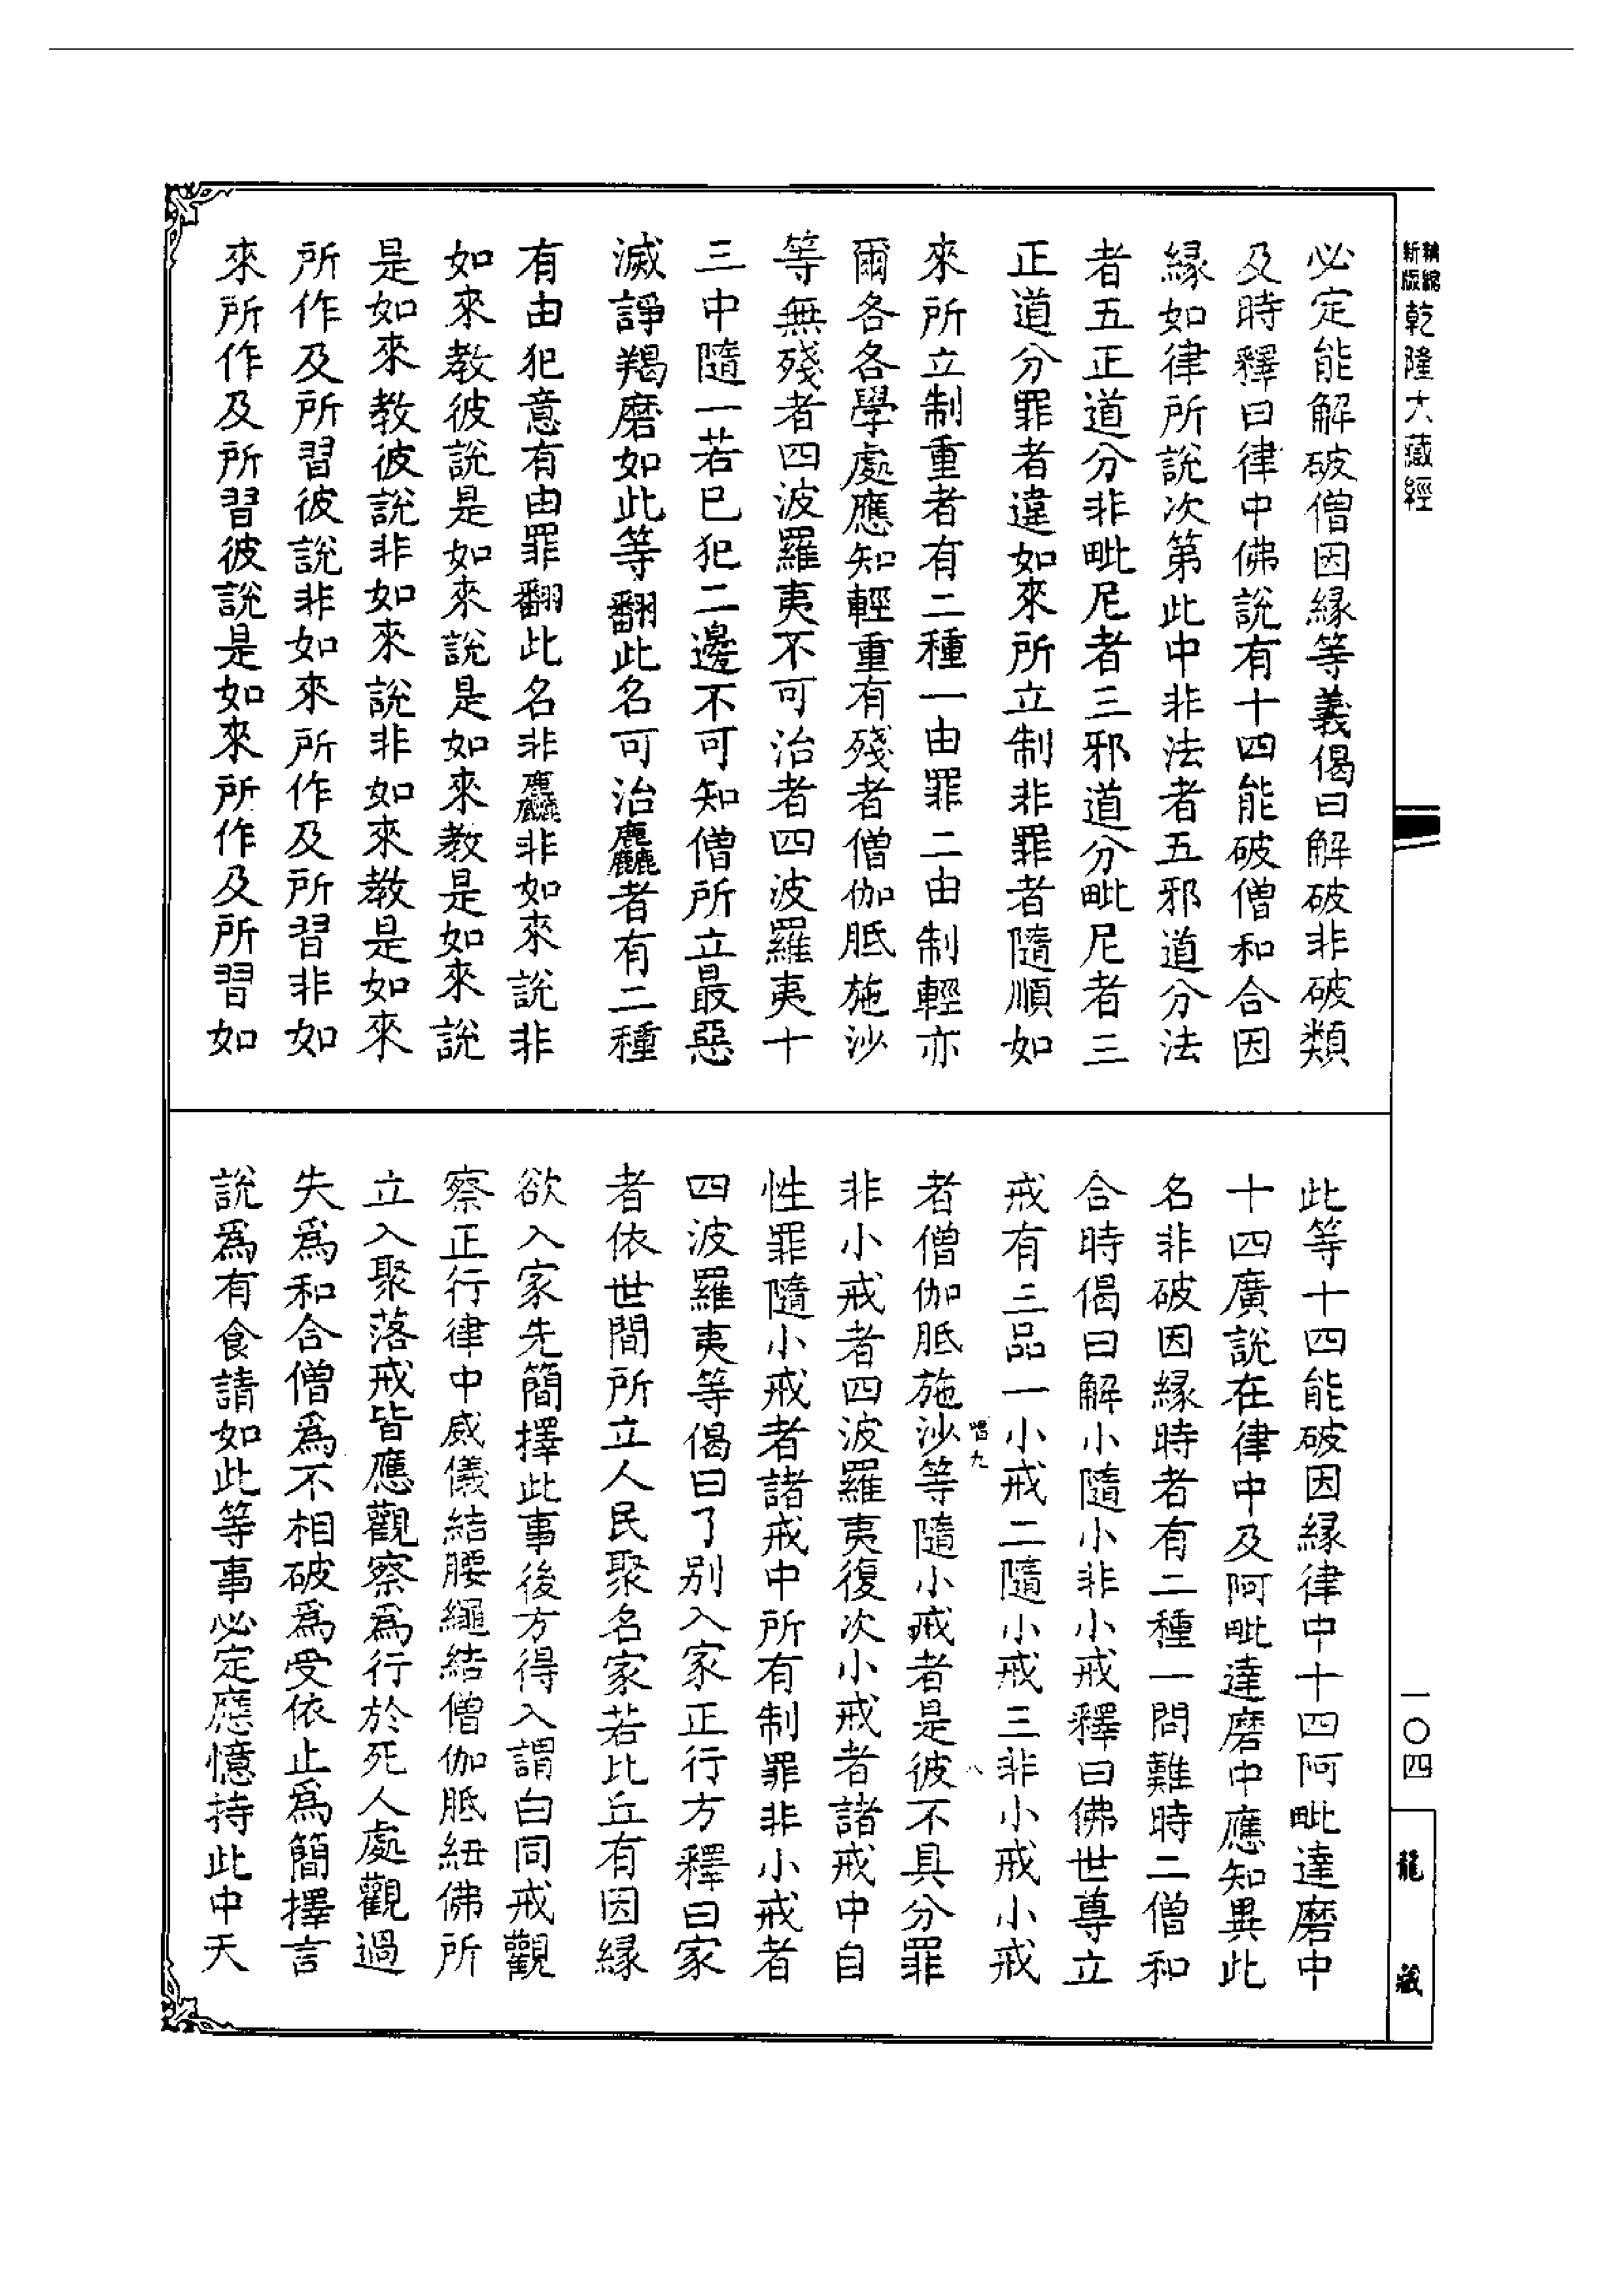 精縮
新版
乾隆大藏經
必定能解破僧因緣等義偈曰解破非破類
及時釋曰律中佛說有十四能破僧和合因
緣如律所說次第此中非法者五邪道分法
者五正道分非毗尼者三邪道分毗尼者三
正道分罪者違如來所立制非罪者隨順如
來所立制重者有二種一由罪二由制輕亦
爾各各學處應知輕重有殘者僧伽胝施沙
等無殘者四波羅夷不可治者四波羅夷十
三中隨一若已犯二邊不可知僧所立最惡
滅諍羯磨如此等翻此名可治麤者有二種
有由犯意有由罪翻此名非麤非如來說非
如來教彼說是如來說是如來教是如來說
是如來教彼說非如來說非如來教是如來
所作及所習彼說非如來所作及所習非如
來所作及所習彼說是如來所作及所習如
此等十四能破因緣律中十四阿毗達磨中
十四廣說在律中及阿毗達磨中應知異此
名非破因緣時者有二種一問難時二僧和
合時偈曰解小隨小非小戒釋曰佛世尊立
戒有三品一小戒二隨小戒三非小戒小戒
者僧伽胝施沙等隨小戒者是彼不具分罪
九
八
非小戒者四波羅夷復次小戒者諸戒中自
性罪隨小戒者諸戒中所有制罪非小戒者
四波羅夷等偈曰了別入家正行方釋曰家
者依世間所立人民聚名家若比丘有因緣
欲入家先簡擇此事後方得入謂白同戒觀
察正行律中威儀結腰繩結僧伽胝紐佛所
立入聚落戒皆應觀察為行於死人處觀過
失為和合僧為不相破為受依止為簡擇言
說為有食請如此等事必定應憶持此中天
一〇四
龍藏